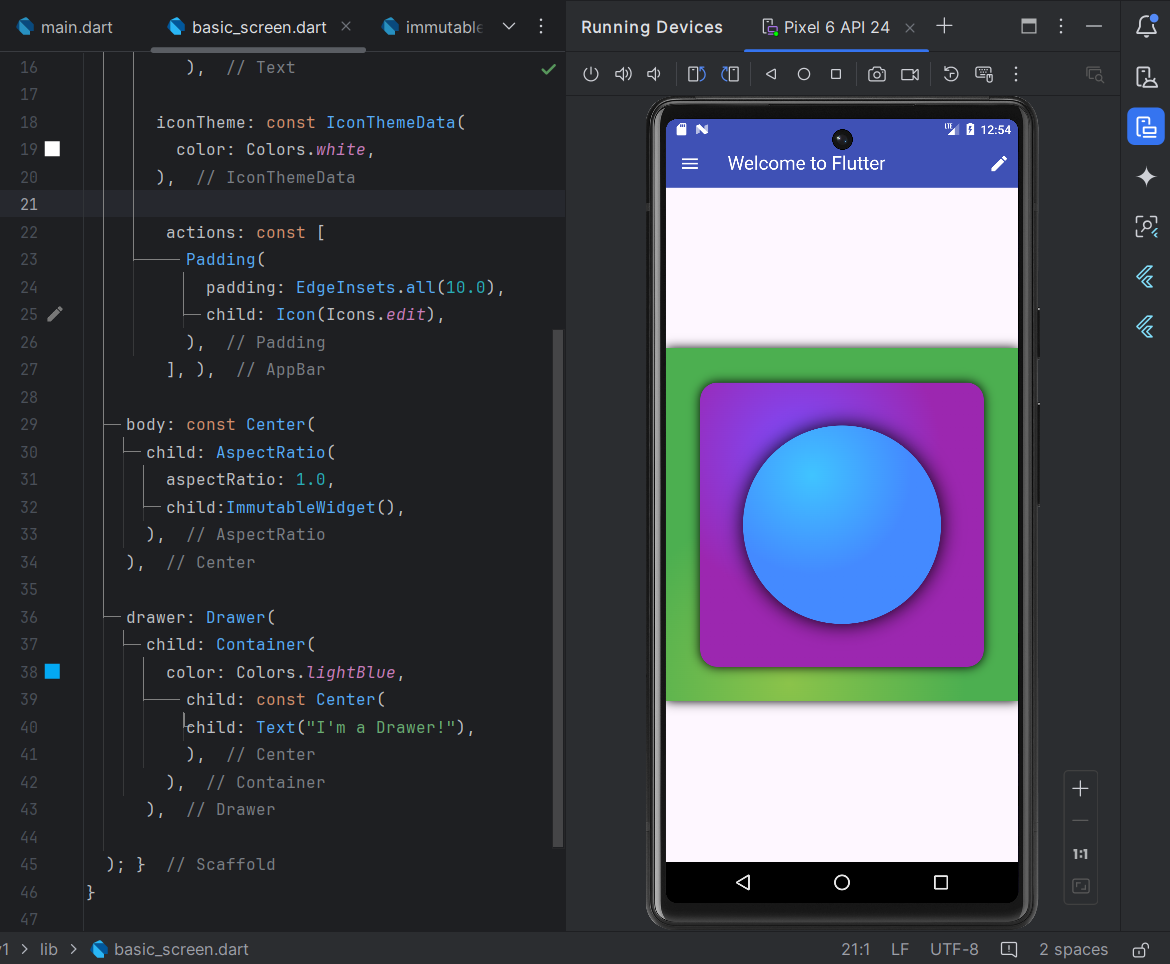 main.dart
basic_screen.dart
immutable
Running Devices
Pixel 6 API 24
16 ), // Text
17
18 iconTheme: const IconThemeData(
19 color: Colors.white,
20 ), // IconThemeData
21
22 actions: const [
23 Padding(
24 padding: EdgeInsets.all(10.0),
25 child: Icon(Icons.edit),
26 ), // Padding
27 ], ), // AppBar
28
29 body: const Center(
30 child: AspectRatio(
31 aspectRatio: 1.0,
32 child:ImmutableWidget(),
33 ), // AspectRatio
34 ), // Center
35
36 drawer: Drawer(
37 child: Container(
38 color: Colors.lightBlue,
39 child: const Center(
40 child: Text("I'm a Drawer!"),
41 ), // Center
42 ), // Container
43 ), // Drawer
44
45 ); } // Scaffold
46 }
47
LTE 12:54
Welcome to Flutter
1:1
1 > lib > basic_screen.dart
21:1 LF UTF-8 2 spaces